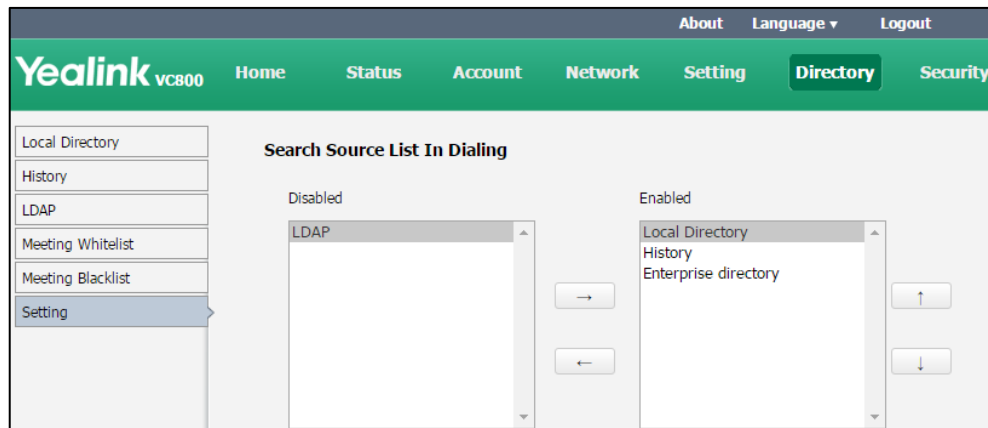 About Language ▾ Logout
Yealink VC800 Home Status Account Network Setting Directory Security
Local Directory
History
LDAP
Meeting Whitelist
Meeting Blacklist
Setting
Search Source List In Dialing
Disabled
LDAP
→
←
Enabled
Local Directory
History
Enterprise directory
↑
↓